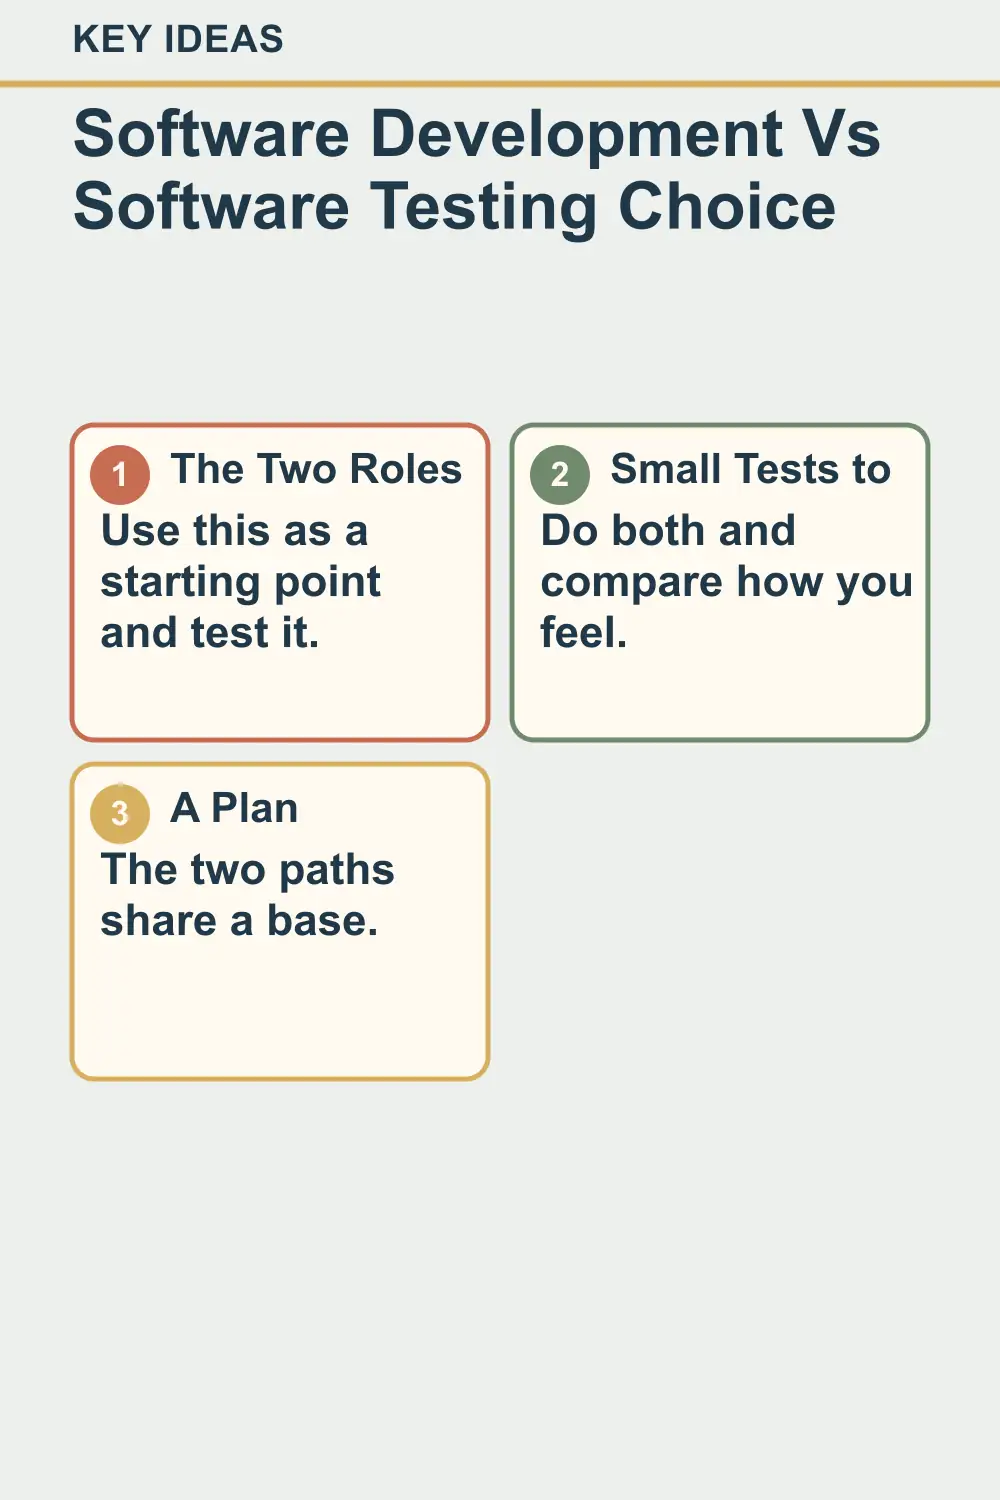 KEY IDEAS
Software Development Vs
Software Testing Choice
1 The Two Roles
Use this as a
starting point
and test it.
2 Small Tests to
Do both and
compare how you
feel.
3 A Plan
The two paths
share a base.